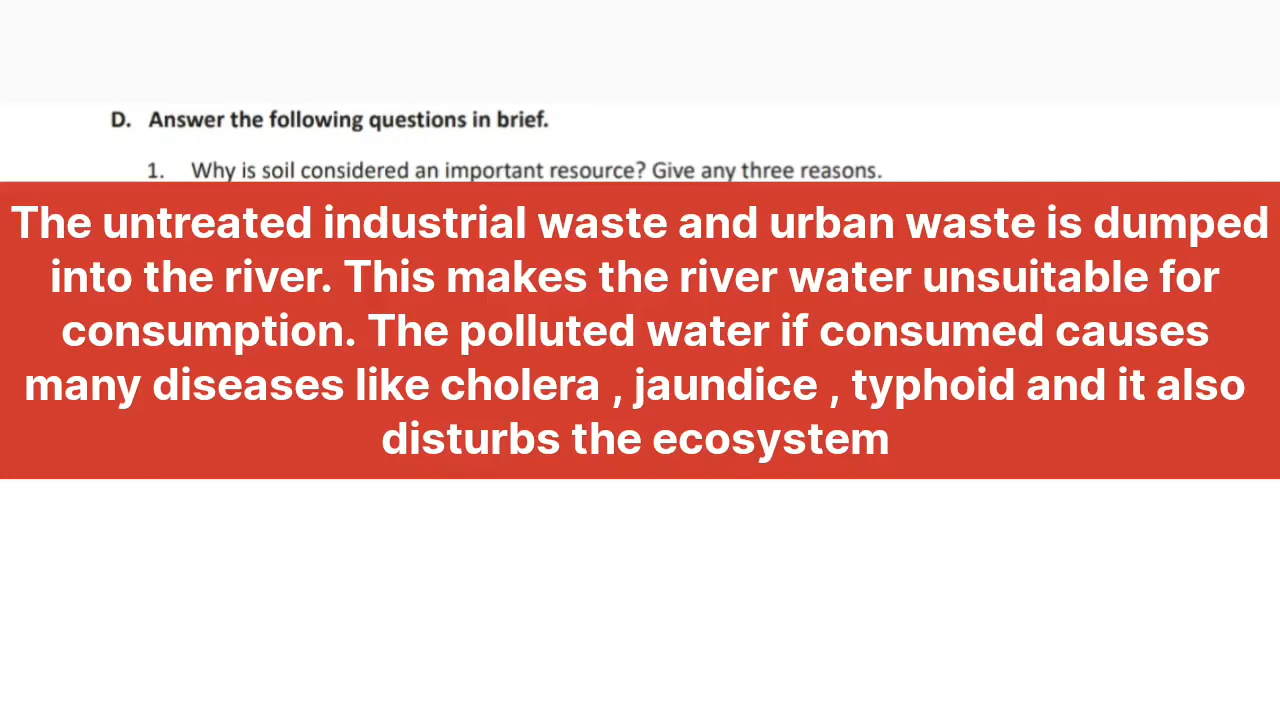 D. Answer the following questions in brief.
1. Why is soil considered an important resource? Give any three reasons.
The untreated industrial waste and urban waste is dumped
into the river. This makes the river water unsuitable for
consumption. The polluted water if consumed causes
many diseases like cholera , jaundice , typhoid and it also
disturbs the ecosystem